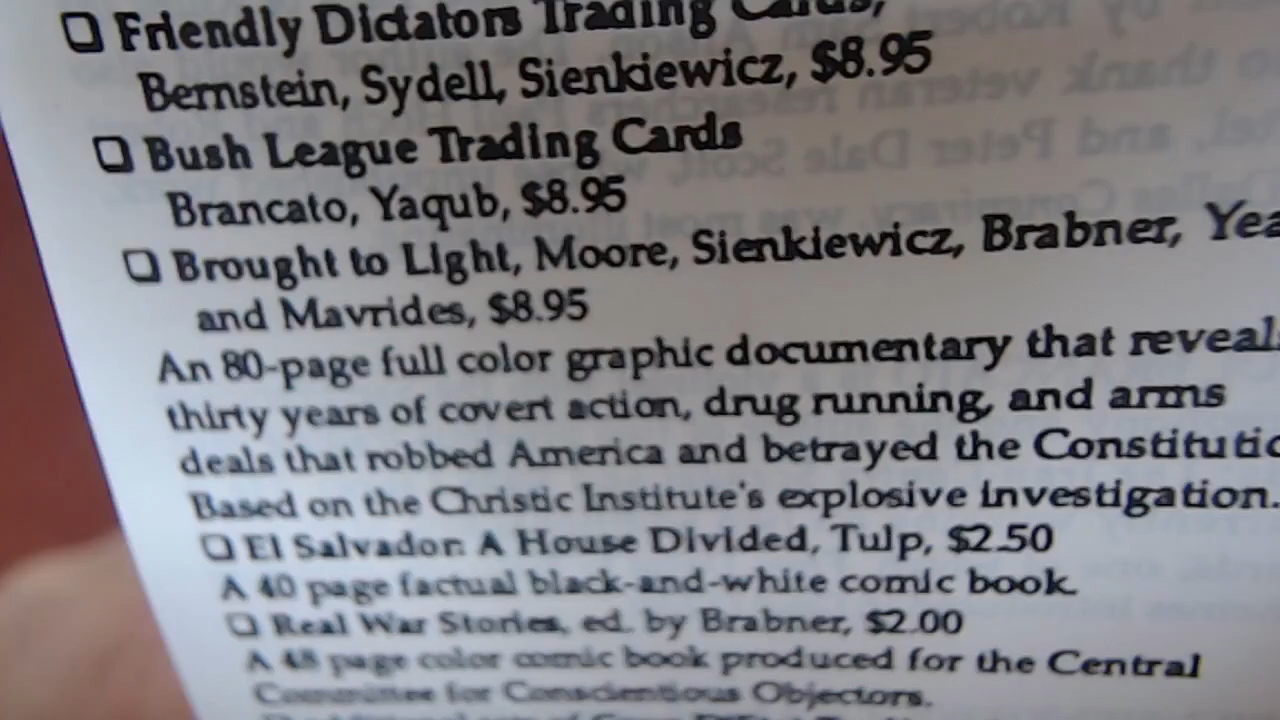 ❑ Friendly Dictators Trading Cards,
Bernstein, Sydell, Sienkiewicz, $8.95
❑ Bush League Trading Cards
Brancato, Yaqub, $8.95
❑ Brought to Light, Moore, Sienkiewicz, Brabner, Yea
and Mavrides, $8.95
An 80-page full color graphic documentary that reveals
thirty years of covert action, drug running, and arms
deals that robbed America and betrayed the Constitutio
Based on the Christic Institute's explosive investigation.
❑ El Salvador: A House Divided, Tulp, $2.50
A 40 page factual black-and-white comic book.
❑ Real War Stories, ed. by Brabner, $2.00
A 48 page color comic book produced for the Central
Committee for Conscientious Objectors.